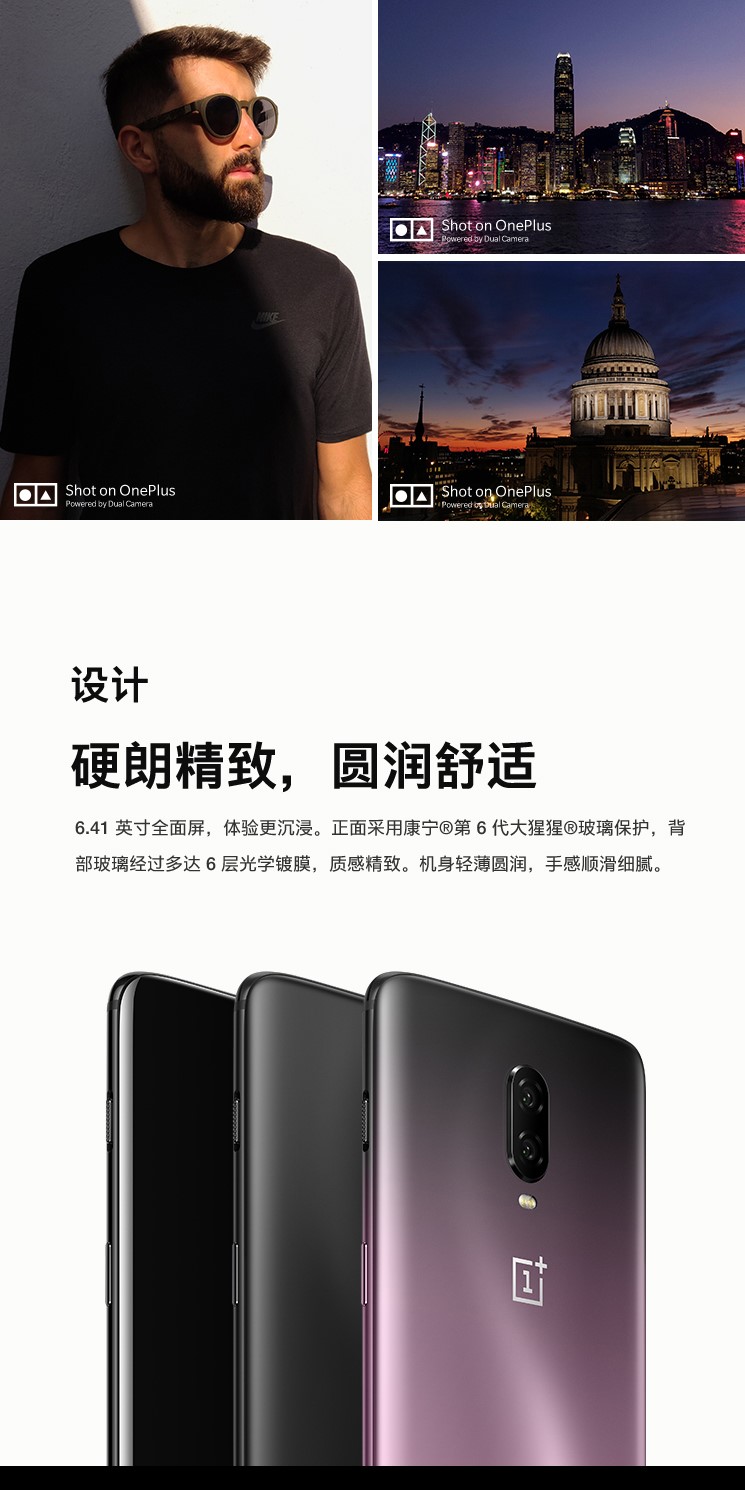 NIKE
Shot on OnePlus
Powered by Dual Camera
Shot on OnePlus
Powered by Dual Camera
Shot on OnePlus
Powered by Dual Camera
设计
硬朗精致，圆润舒适
6.41 英寸全面屏，体验更沉浸。正面采用康宁®第 6 代大猩猩®玻璃保护，背
部玻璃经过多达 6 层光学镀膜，质感精致。机身轻薄圆润，手感顺滑细腻。
1+